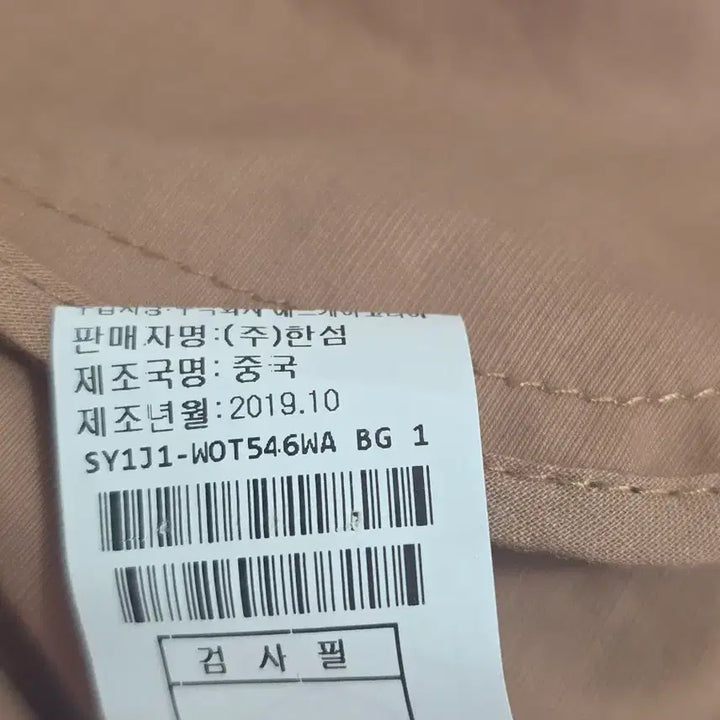 판매자명:(주)한섬
제조국명: 중국
제조년월: 2019.10
SY1J1-WOT546WA BG 1
검 사 필